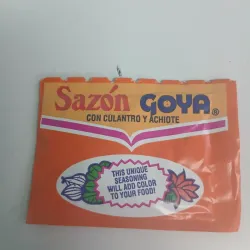 Sazón GOYA®
CON CULANTRO Y ACHIOTE
THIS UNIQUE
SEASONING
WILL ADD COLOR
TO YOUR FOOD!